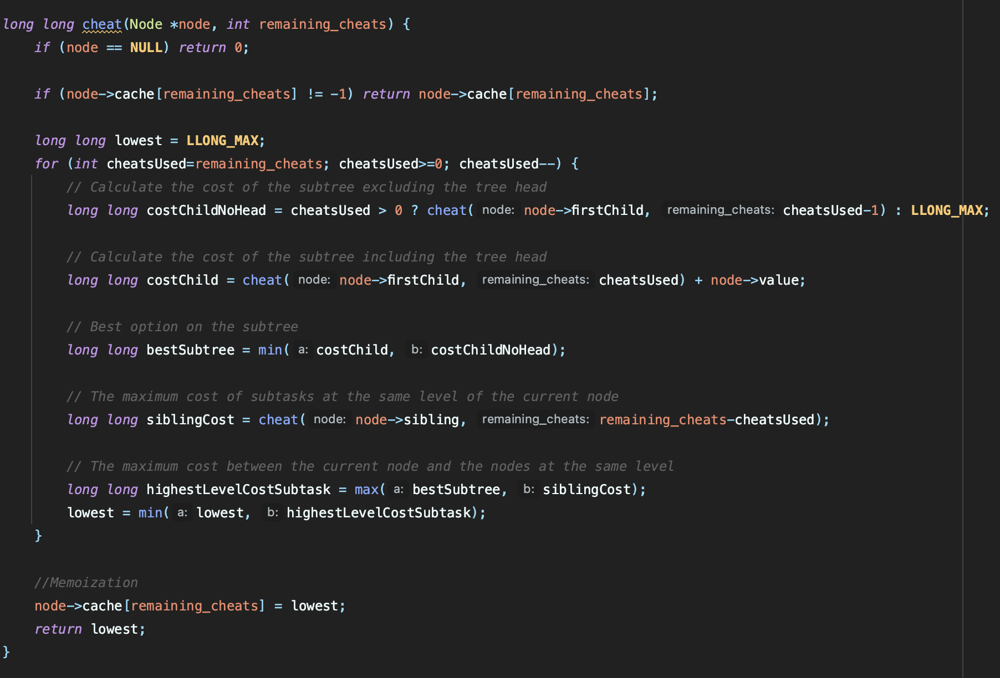 long long cheat(Node *node, int remaining_cheats) {
if (node == NULL) return 0;
if (node->cache[remaining_cheats] != -1) return node->cache[remaining_cheats];
long long lowest = LLONG_MAX;
for (int cheatsUsed=remaining_cheats; cheatsUsed>=0; cheatsUsed--) {
// Calculate the cost of the subtree excluding the tree head
long long costChildNoHead = cheatsUsed > 0 ? cheat( node: node->firstChild, remaining_cheats: cheatsUsed-1) : LLONG_MAX;
// Calculate the cost of the subtree including the tree head
long long costChild = cheat( node: node->firstChild, remaining_cheats: cheatsUsed) + node->value;
// Best option on the subtree
long long bestSubtree = min( a: costChild, b: costChildNoHead);
// The maximum cost of subtasks at the same level of the current node
long long siblingCost = cheat( node: node->sibling, remaining_cheats: remaining_cheats-cheatsUsed);
// The maximum cost between the current node and the nodes at the same level
long long highestLevelCostSubtask = max( a: bestSubtree, b: siblingCost);
lowest = min( a: lowest, b: highestLevelCostSubtask);
}
//Memoization
node->cache[remaining_cheats] = lowest;
return lowest;
}